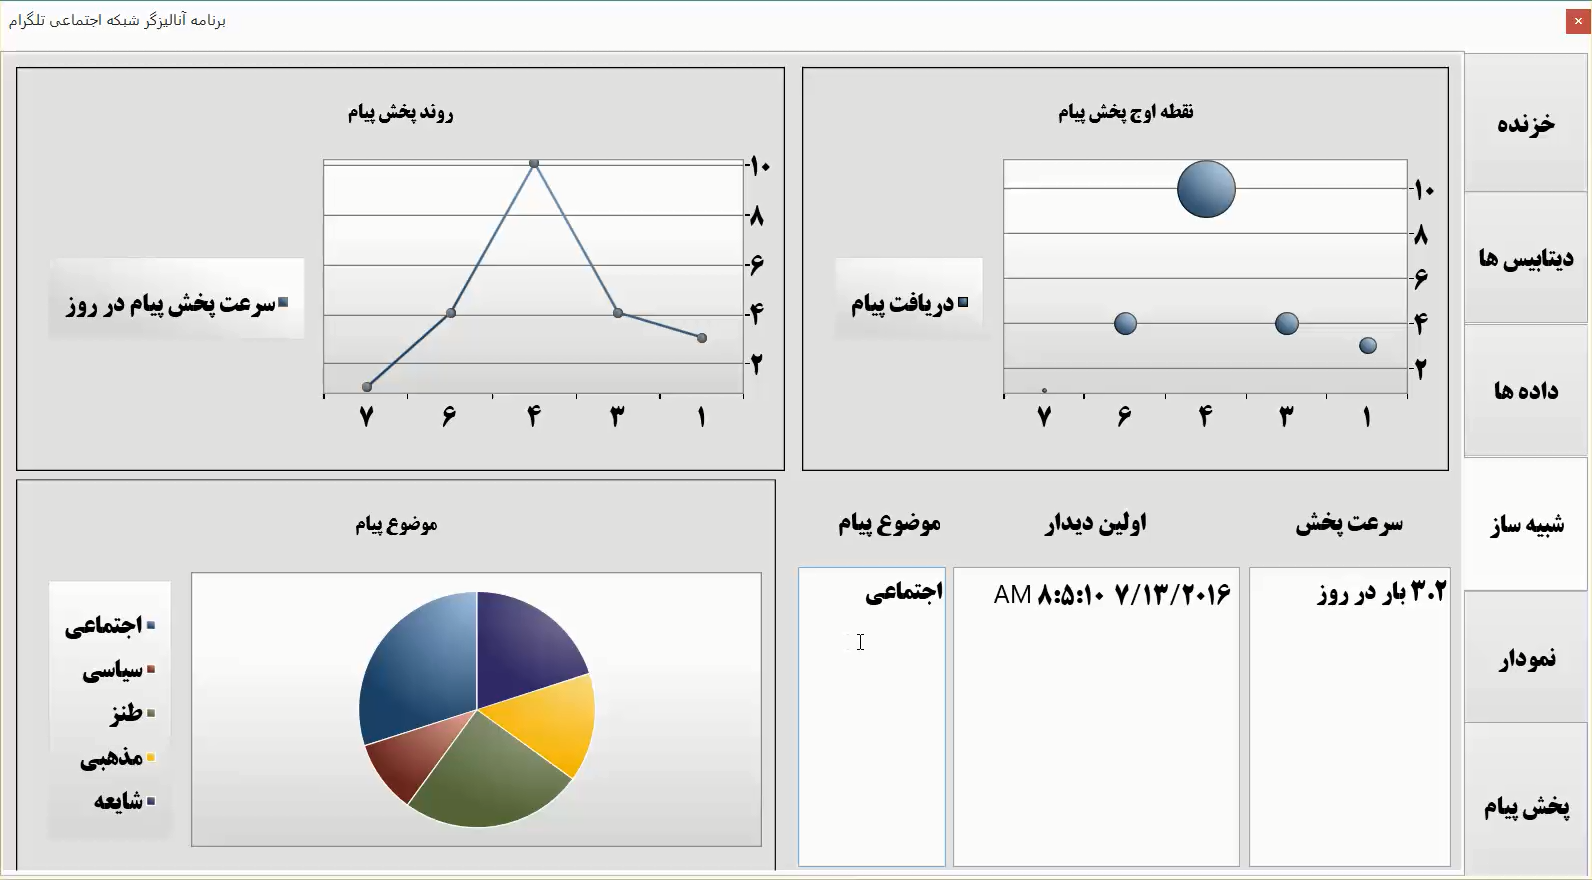 برنامه آنالیزگر شبکه اجتماعی تلگرام
×
خزنده
دیتابیس ها
داده ها
شبیه ساز
نمودار
پخش پیام
نقطه اوج پخش پیام
۱۰
۸
۶
۴
۲
۱ ۳ ۴ ۶ ۷
دریافت پیام
روند پخش پیام
۱۰
۸
۶
۴
۲
۱ ۳ ۴ ۶ ۷
سرعت پخش پیام در روز
سرعت پخش
۳.۲ بار در روز
اولین دیدار
۷/۱۳/۲۰۱۶ ۸:۵:۱۰ AM
موضوع پیام
اجتماعی
موضوع پیام
اجتماعی
سیاسی
طنز
مذهبی
شایعه